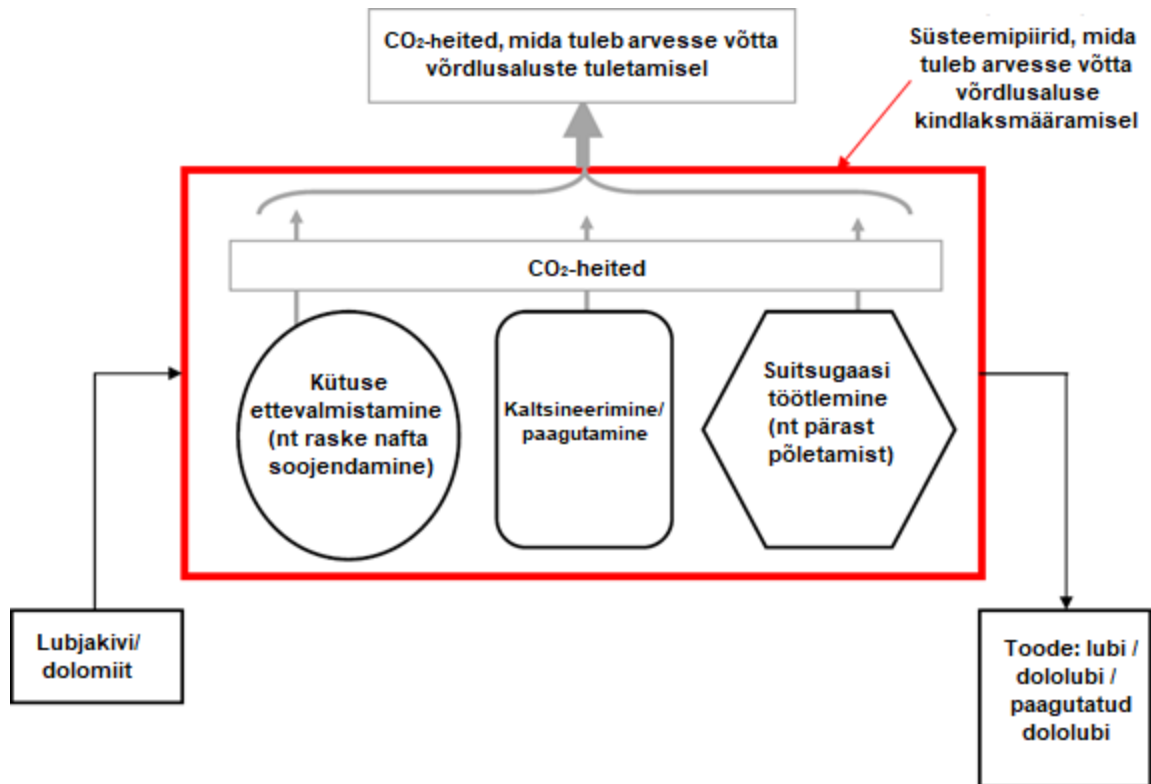 CO₂-heited, mida tuleb arvesse võtta
võrdlusaluste tuletamisel
Süsteemipiirid, mida
tuleb arvesse võtta
võrdlusaluse
kindlaksmääramisel
CO₂-heited
Kütuse
ettevalmistamine
(nt raske nafta
soojendamine)
Kaltsineerimine/
paagutamine
Suitsugaasi
töötlemine
(nt pärast
põletamist)
Lubjakivi/
dolomiit
Toode: lubi /
dololubi /
paagutatud
dololubi